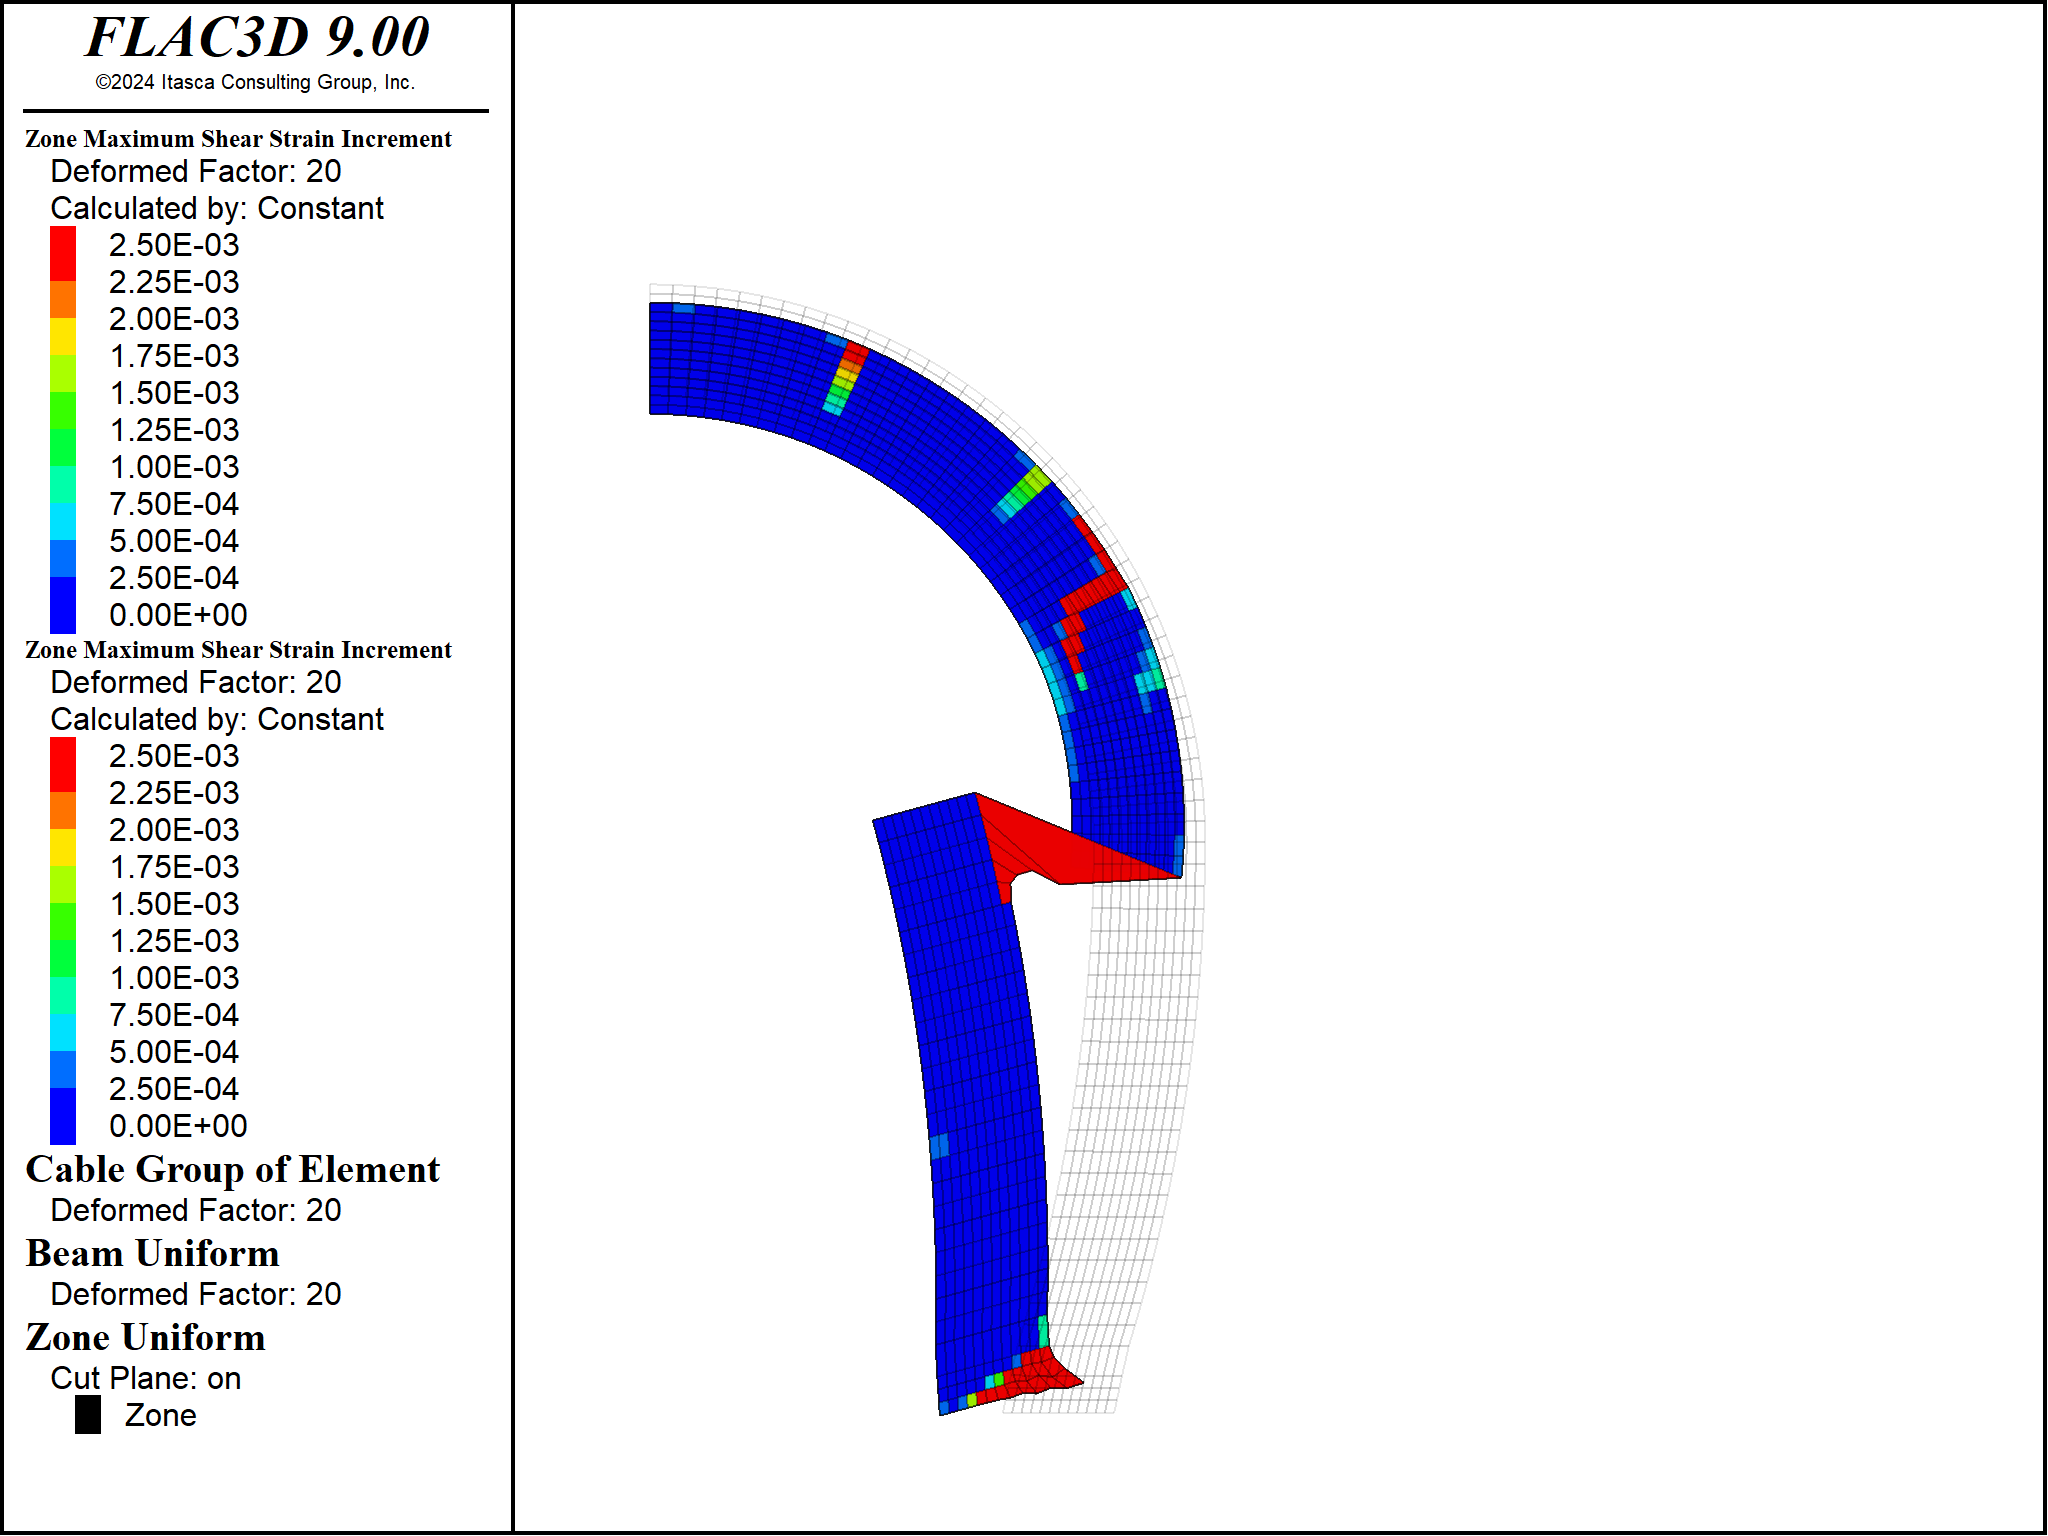 FLAC3D 9.00
©2024 Itasca Consulting Group, Inc.
Zone Maximum Shear Strain Increment
Deformed Factor: 20
Calculated by: Constant
2.50E-03
2.25E-03
2.00E-03
1.75E-03
1.50E-03
1.25E-03
1.00E-03
7.50E-04
5.00E-04
2.50E-04
0.00E+00
Zone Maximum Shear Strain Increment
Deformed Factor: 20
Calculated by: Constant
2.50E-03
2.25E-03
2.00E-03
1.75E-03
1.50E-03
1.25E-03
1.00E-03
7.50E-04
5.00E-04
2.50E-04
0.00E+00
Cable Group of Element
Deformed Factor: 20
Beam Uniform
Deformed Factor: 20
Zone Uniform
Cut Plane: on
Zone